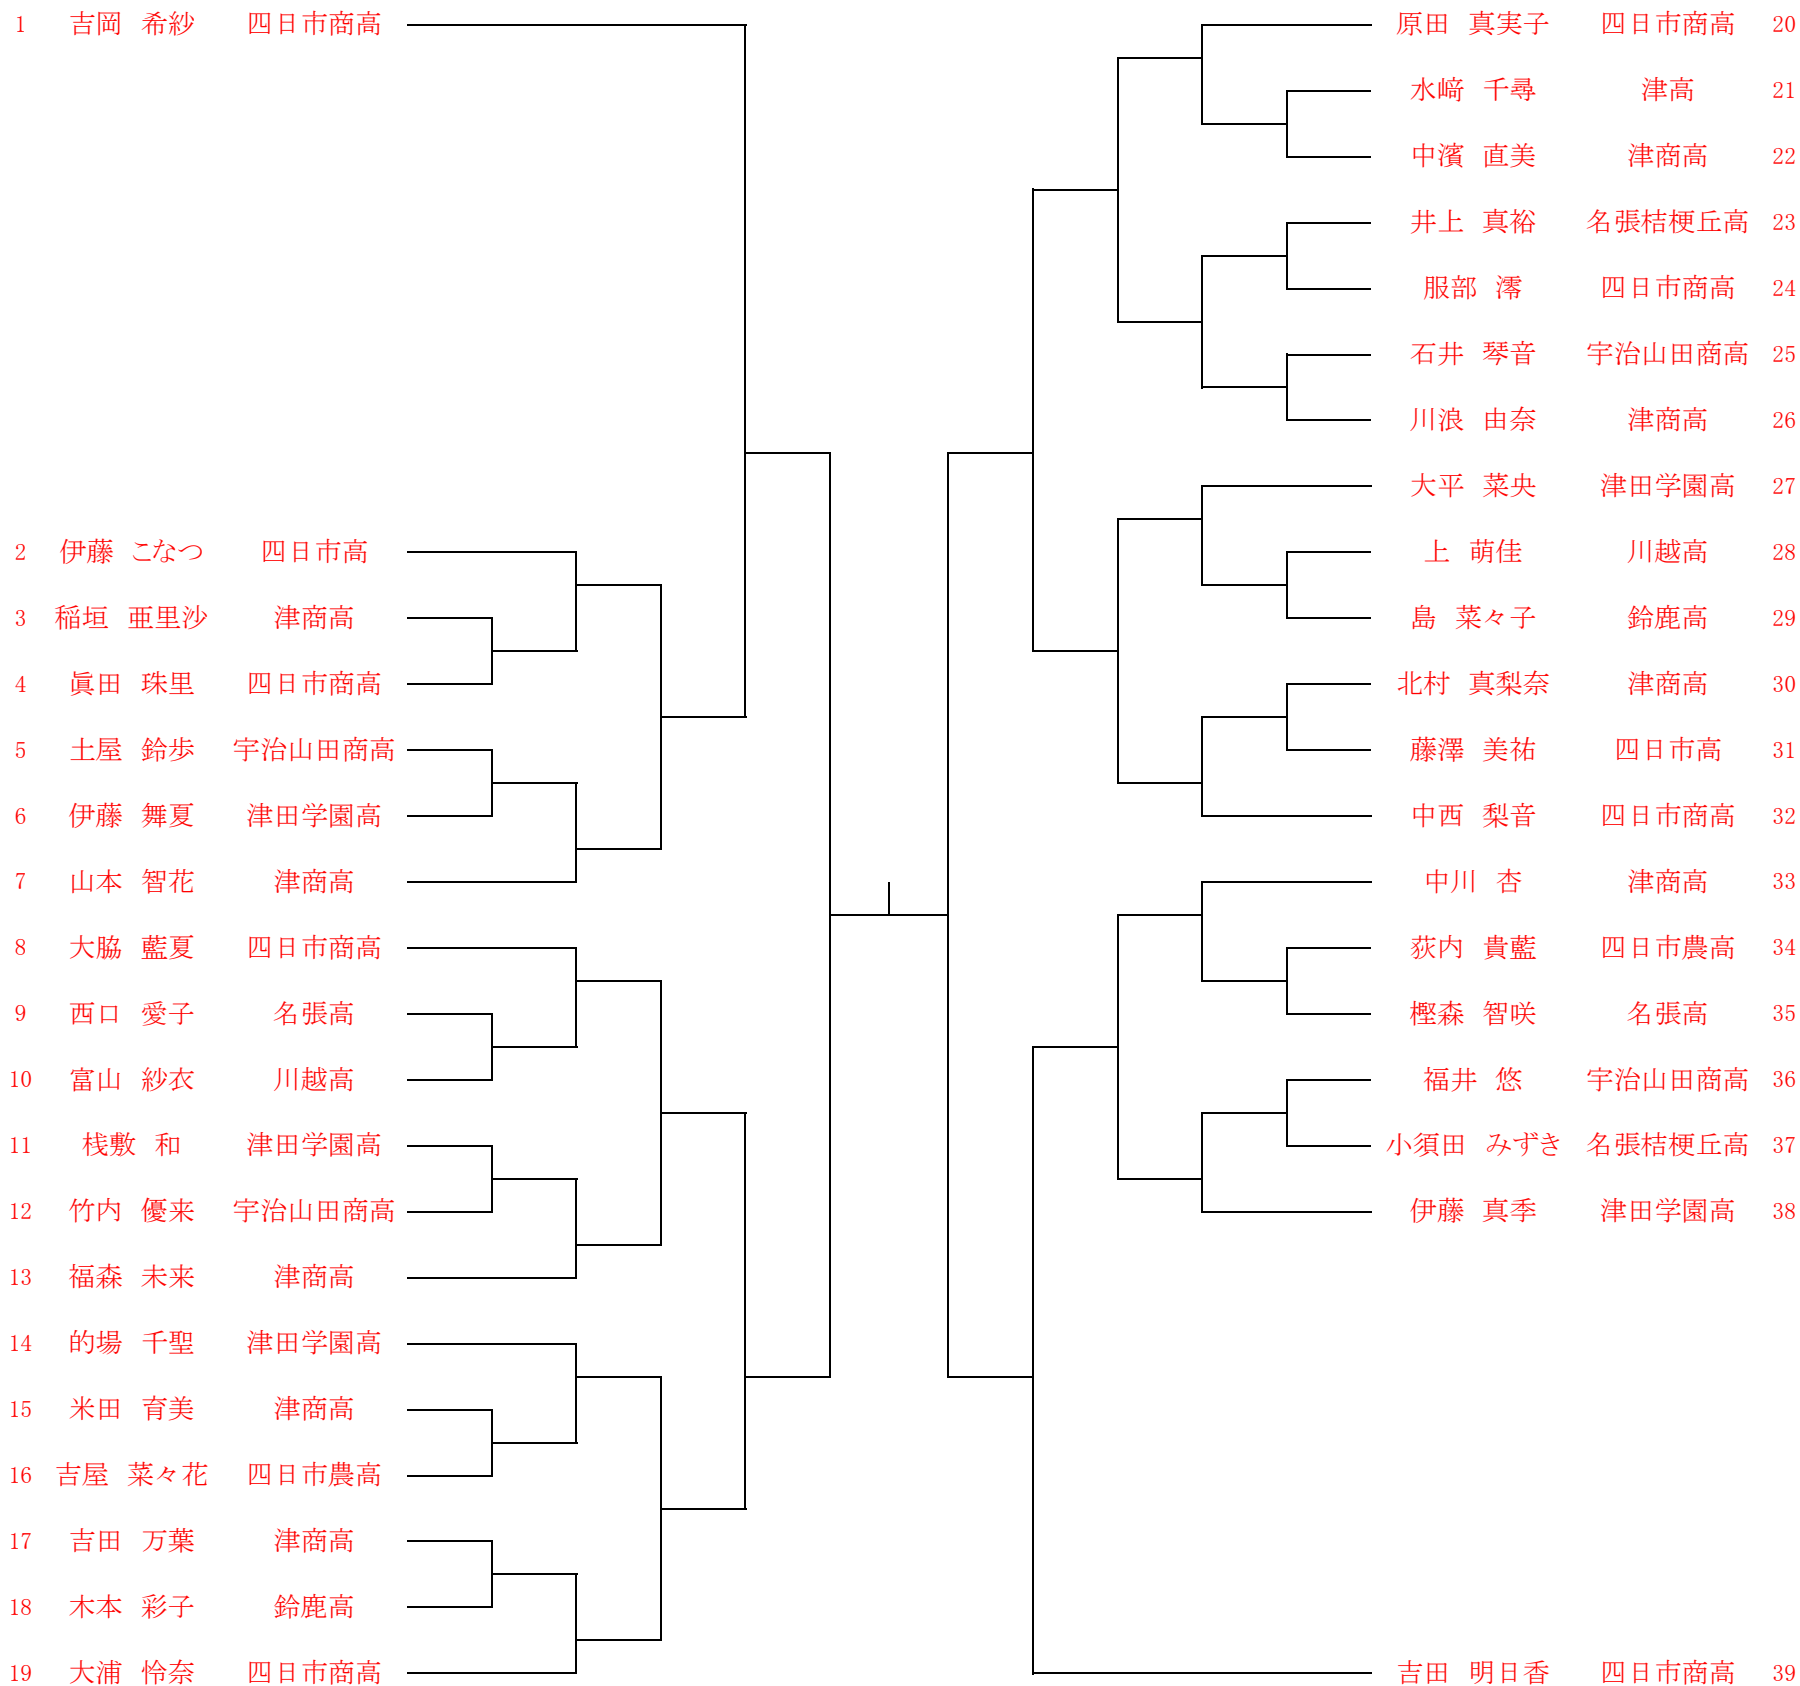 1 吉岡 希紗 四日市商高
2 伊藤 こなつ 四日市高
3 稲垣 亜里沙 津商高
4 眞田 珠里 四日市商高
5 土屋 鈴歩 宇治山田商高
6 伊藤 舞夏 津田学園高
7 山本 智花 津商高
8 大脇 藍夏 四日市商高
9 西口 愛子 名張高
10 富山 紗衣 川越高
11 桟敷 和 津田学園高
12 竹内 優来 宇治山田商高
13 福森 未来 津商高
14 的場 千聖 津田学園高
15 米田 育美 津商高
16 吉屋 菜々花 四日市農高
17 吉田 万葉 津商高
18 木本 彩子 鈴鹿高
19 大浦 怜奈 四日市商高
原田 真実子 四日市商高 20
水﨑 千尋 津高 21
中濱 直美 津商高 22
井上 真裕 名張桔梗丘高 23
服部 澪 四日市商高 24
石井 琴音 宇治山田商高 25
川浪 由奈 津商高 26
大平 菜央 津田学園高 27
上 萌佳 川越高 28
島 菜々子 鈴鹿高 29
北村 真梨奈 津商高 30
藤澤 美祐 四日市高 31
中西 梨音 四日市商高 32
中川 杏 津商高 33
荻内 貴藍 四日市農高 34
樫森 智咲 名張高 35
福井 悠 宇治山田商高 36
小須田 みずき 名張桔梗丘高 37
伊藤 真季 津田学園高 38
吉田 明日香 四日市商高 39